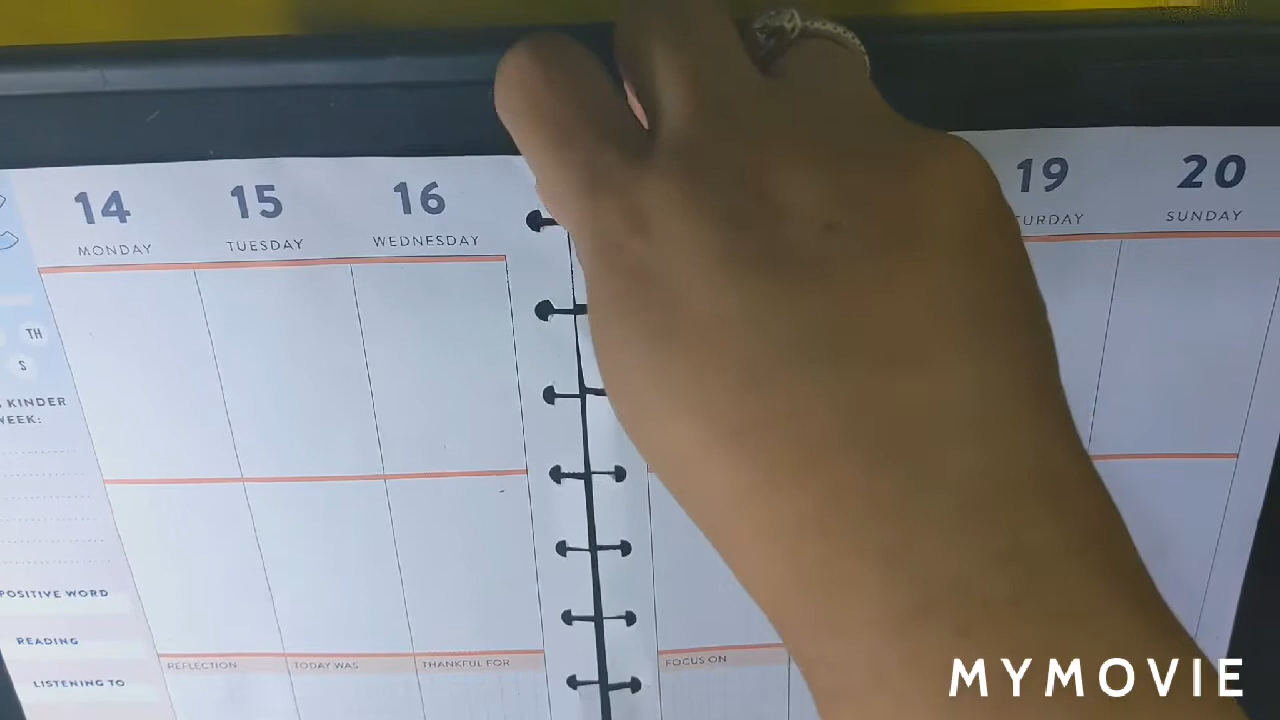 14 15 16 19 20
MONDAY TUESDAY WEDNESDAY SUNDAY
TH
S
KINDER
WEEK:
POSITIVE WORD
READING
LISTENING TO
REFLECTION TODAY WAS THANKFUL FOR FOCUS ON
MYMOVIE